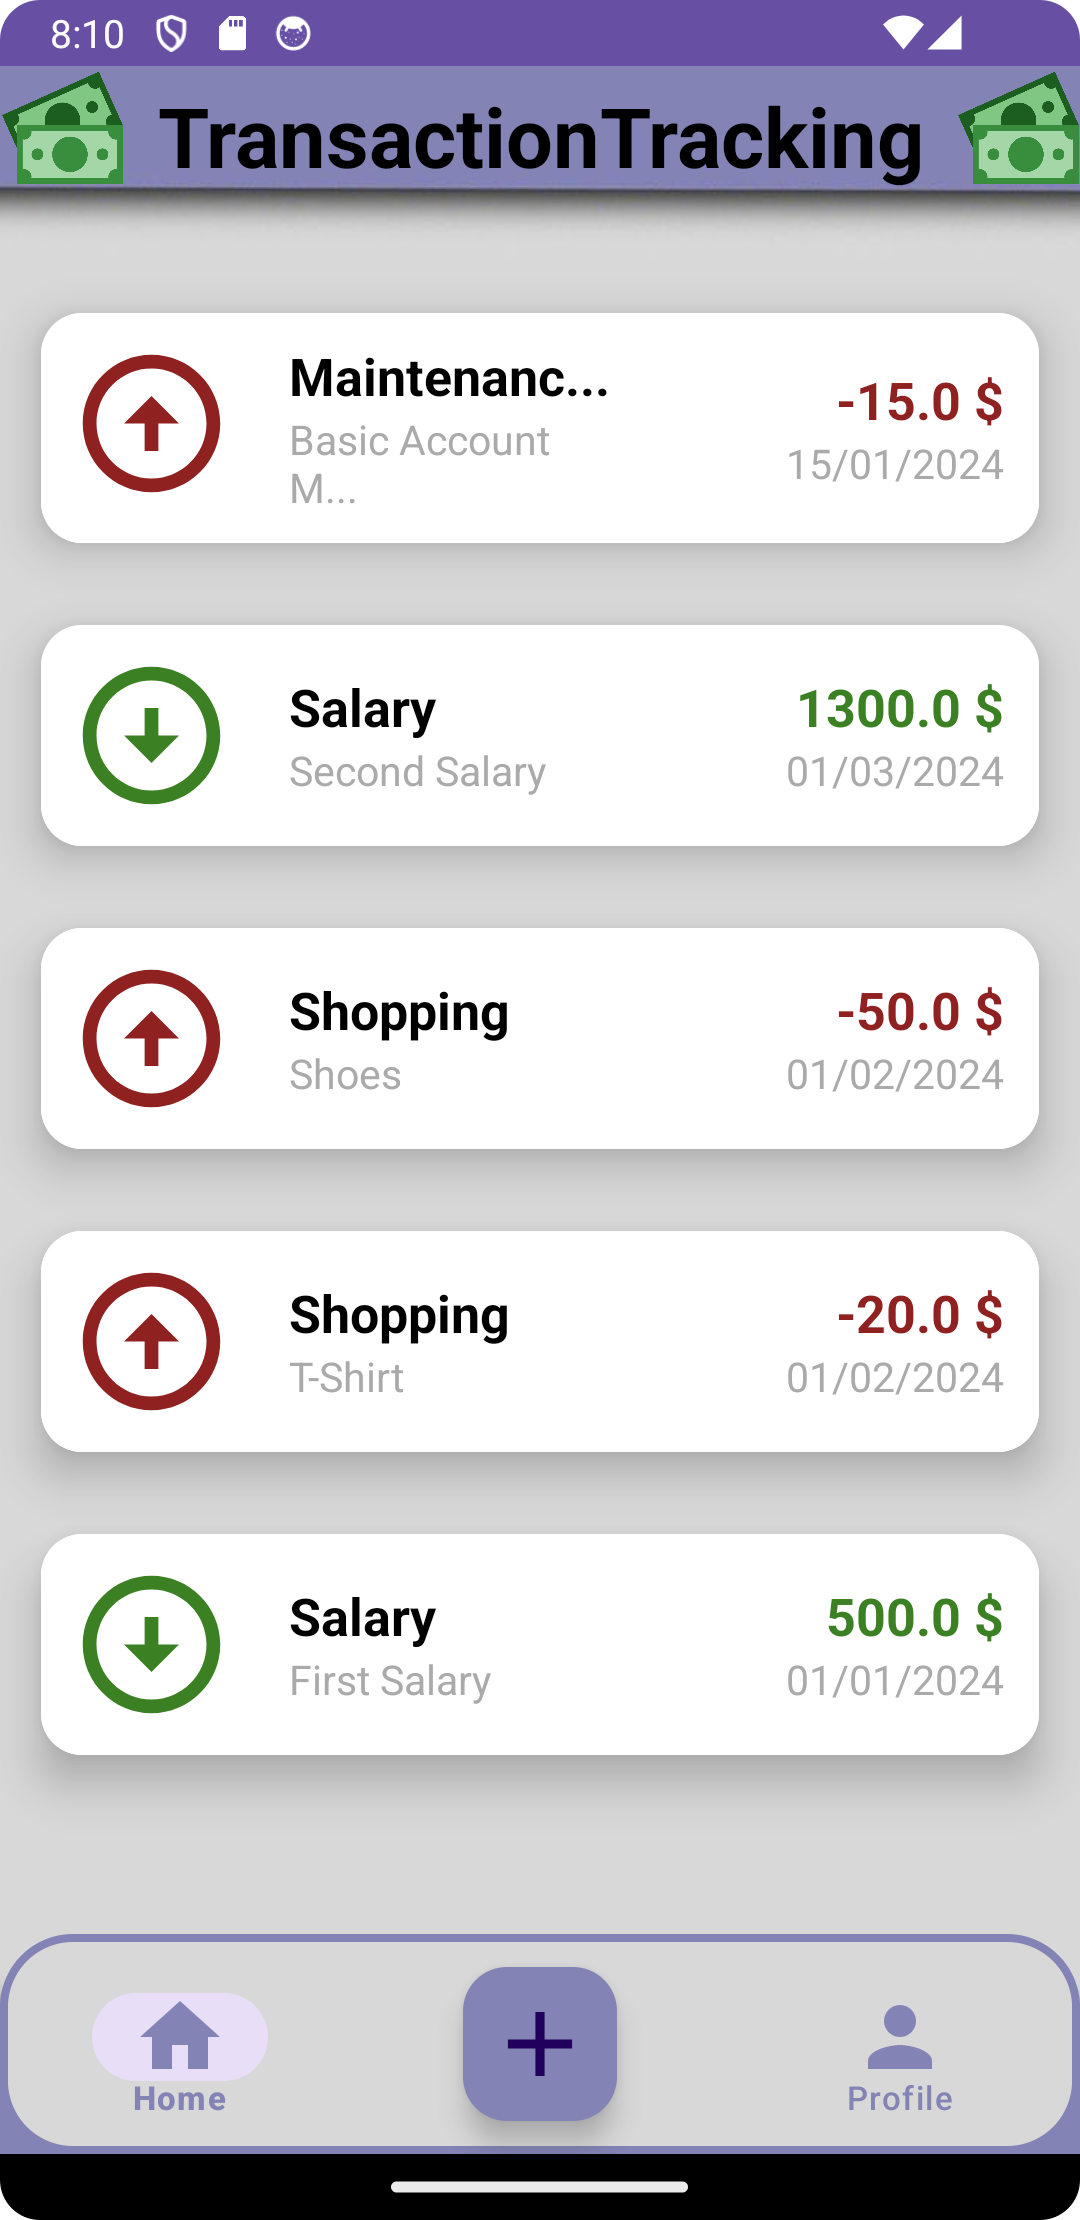 8:10
TransactionTracking
Maintenanc...
Basic Account
M...
-15.0 $
15/01/2024
Salary
Second Salary
1300.0 $
01/03/2024
Shopping
Shoes
-50.0 $
01/02/2024
Shopping
T-Shirt
-20.0 $
01/02/2024
Salary
First Salary
500.0 $
01/01/2024
Home
Profile